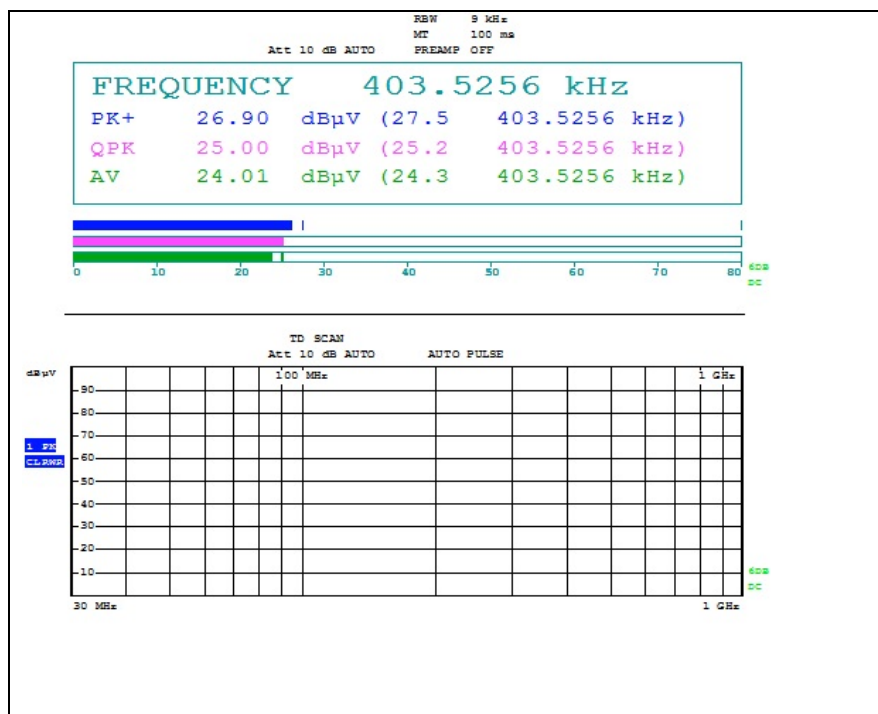 RBW 9 kHz
MT 100 ms
Att 10 dB AUTO PREAMP OFF
FREQUENCY 403.5256 kHz
PK+ 26.90 dBµV (27.5 403.5256 kHz)
QPK 25.00 dBµV (25.2 403.5256 kHz)
AV 24.01 dBµV (24.3 403.5256 kHz)
0 10 20 30 40 50 60 70 80 6DB
DC
TD SCAN
Att 10 dB AUTO AUTO PULSE
dBµV 100 MHz 1 GHz
90
80
70
1 PK
60
CLRWR
50
40
30
20
10 6DB
DC
30 MHz 1 GHz